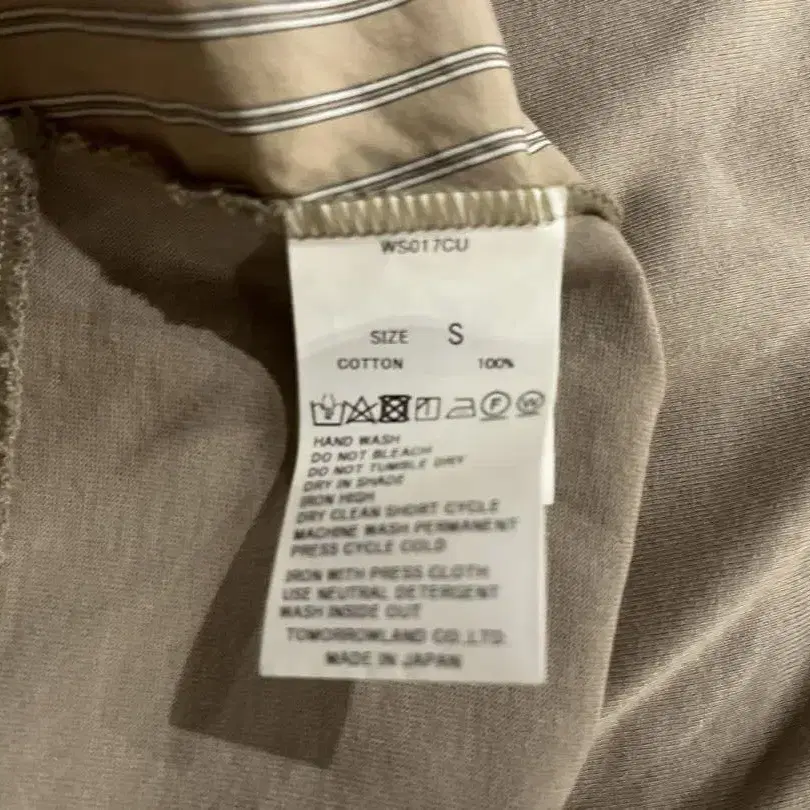 WS017CU
SIZE S
COTTON 100%
F W
HAND WASH
DO NOT BLEACH
DO NOT TUMBLE DRY
DRY IN SHADE
IRON HIGH
DRY CLEAN SHORT CYCLE
MACHINE WASH PERMANENT
PRESS CYCLE COLD
IRON WITH PRESS CLOTH
USE NEUTRAL DETERGENT
WASH INSIDE OUT
TOMORROWLAND CO.,LTD.
MADE IN JAPAN